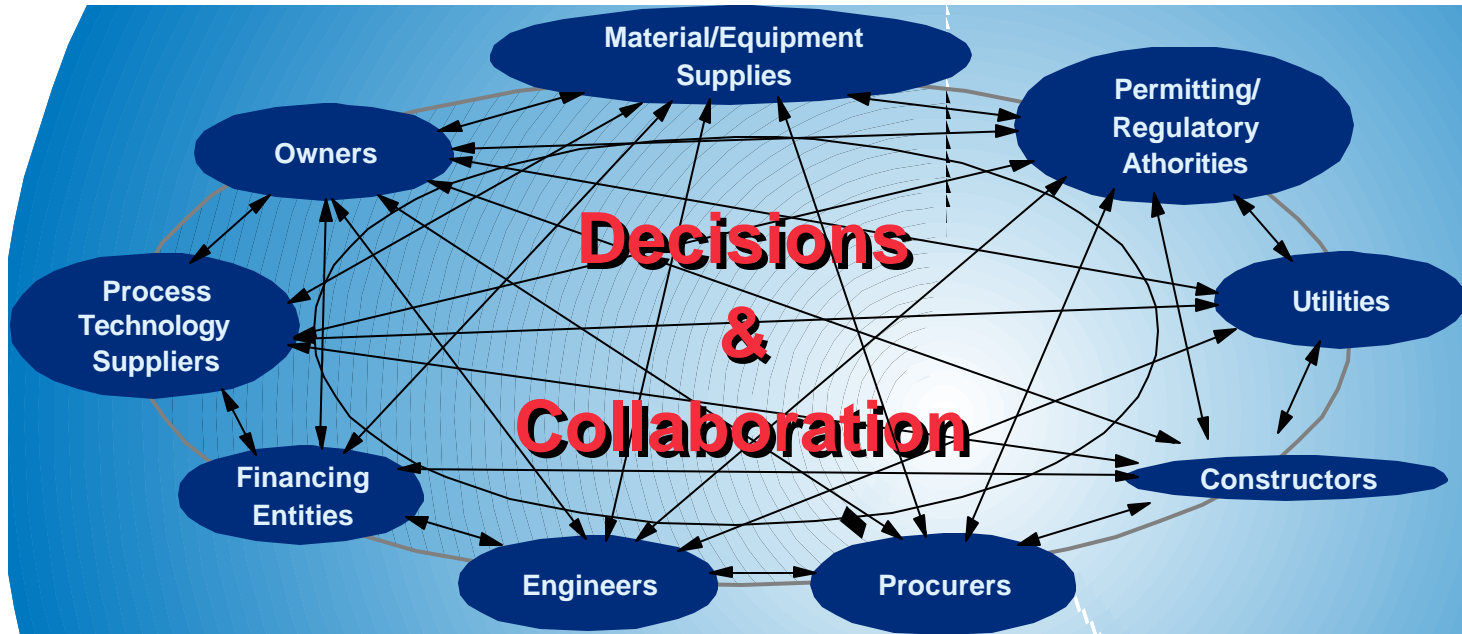 Material/Equipment
Supplies
Permitting/
Regulatory
Athorities
Owners
Decisions
&
Collaboration
Process
Technology
Suppliers
Utilities
Financing
Entities
Constructors
Engineers
Procurers